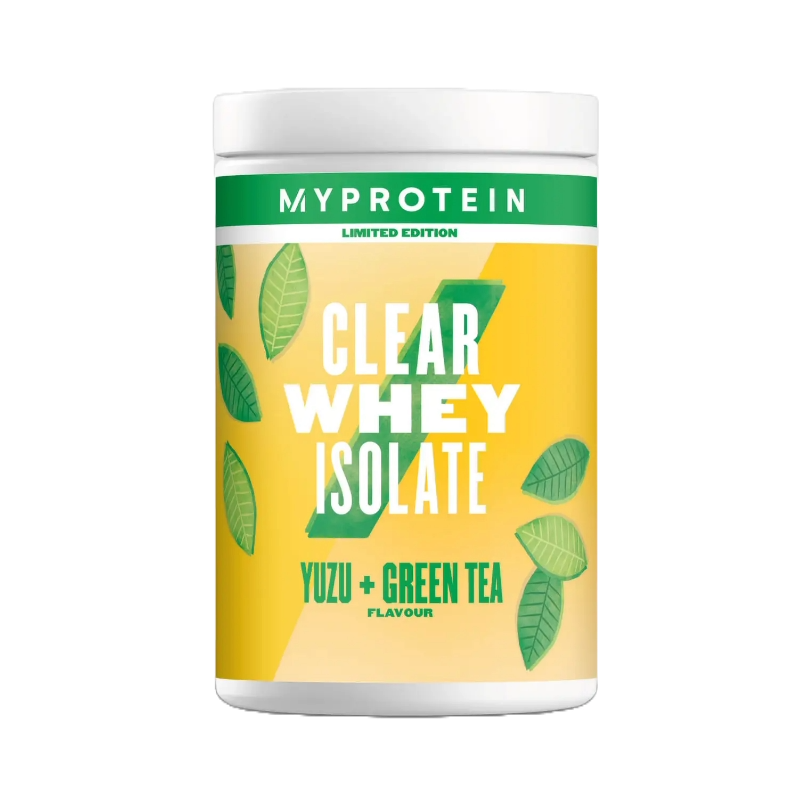 MYPROTEIN
LIMITED EDITION
CLEAR
WHEY
ISOLATE
YUZU + GREEN TEA
FLAVOUR